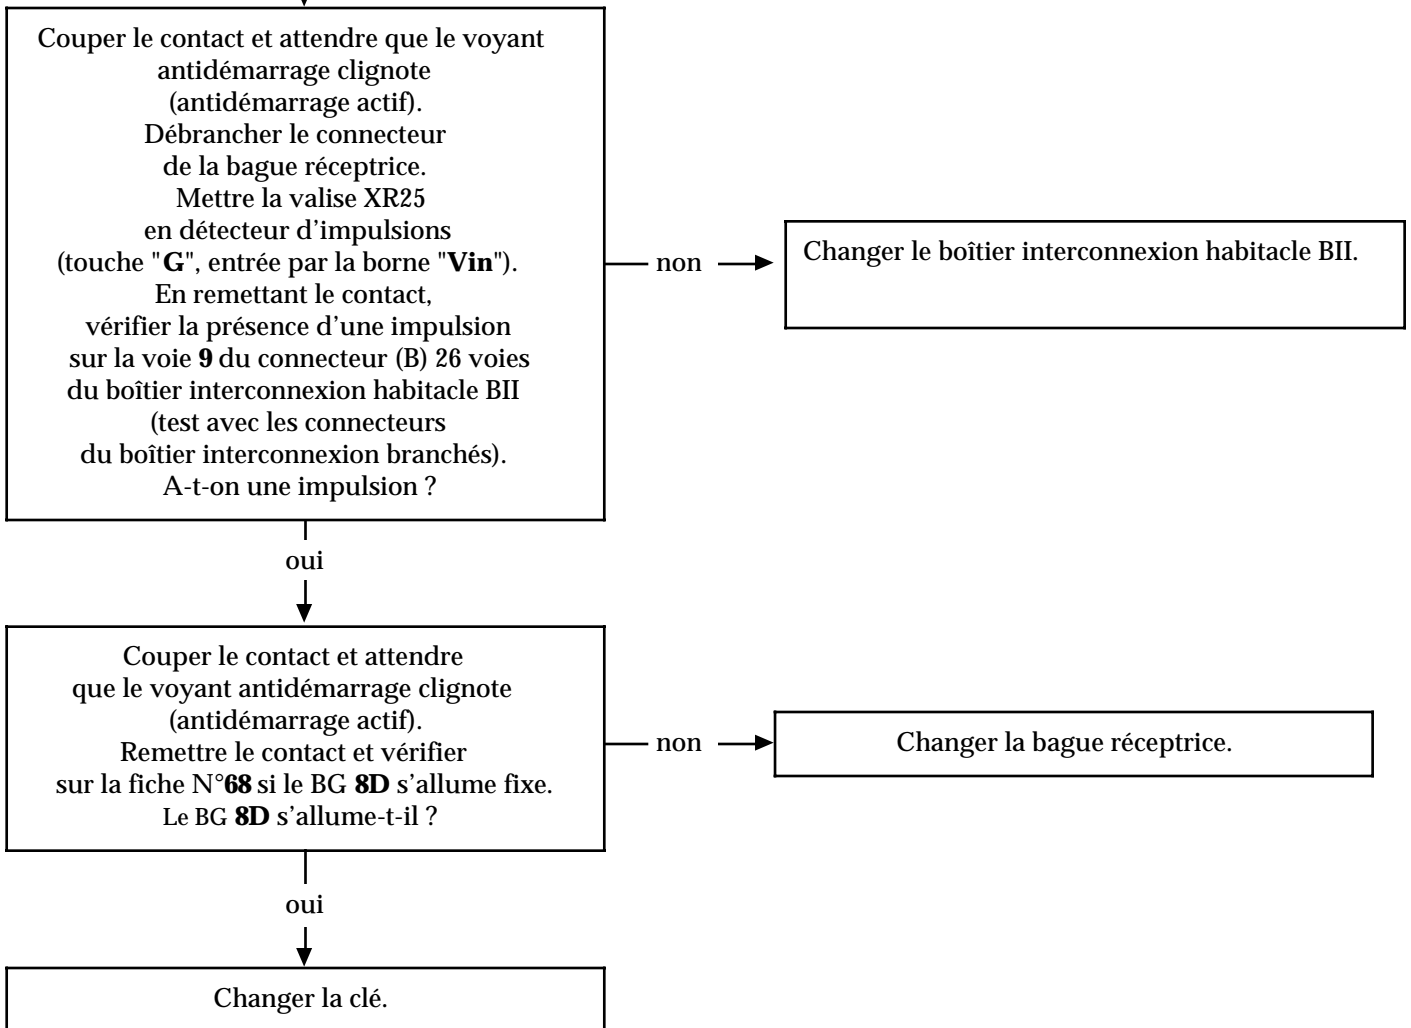 Couper le contact et attendre que le voyant
antidémarrage clignote
(antidémarrage actif).
Débrancher le connecteur
de la bague réceptrice.
Mettre la valise XR25
en détecteur d'impulsions
(touche "G", entrée par la borne "Vin").
En remettant le contact,
vérifier la présence d'une impulsion
sur la voie 9 du connecteur (B) 26 voies
du boîtier interconnexion habitacle BII
(test avec les connecteurs
du boîtier interconnexion branchés).
A-t-on une impulsion ?
non
Changer le boîtier interconnexion habitacle BII.
oui
Couper le contact et attendre
que le voyant antidémarrage clignote
(antidémarrage actif).
Remettre le contact et vérifier
sur la fiche N°68 si le BG 8D s'allume fixe.
Le BG 8D s'allume-t-il ?
non
Changer la bague réceptrice.
oui
Changer la clé.